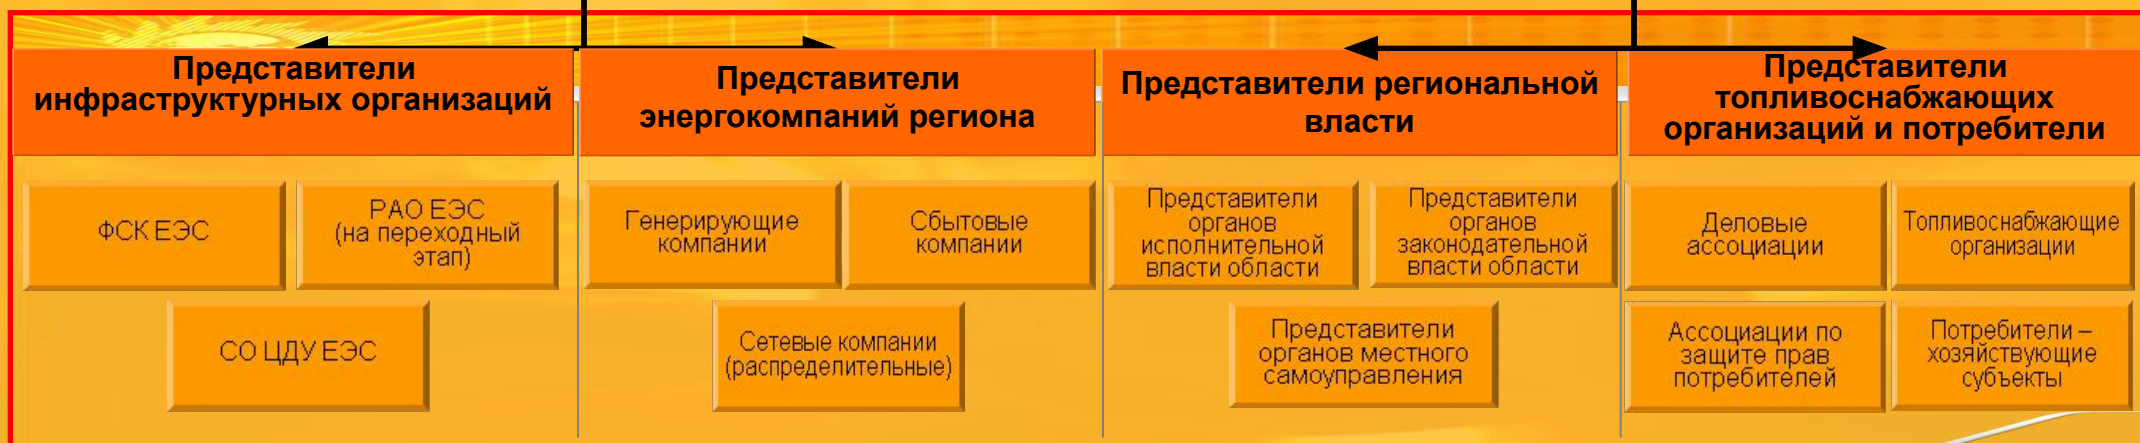 Представители
инфраструктурных организаций
Представители
энергокомпаний региона
Представители региональной
власти
Представители
топливоснабжающих
организаций и потребители
ФСК ЕЭС
РАО ЕЭС
(на переходный
этап)
СО ЦДУ ЕЭС
Генерирующие
компании
Сбытовые
компании
Сетевые компании
(распределительные)
Представители
органов
исполнительной
власти области
Представители
органов
законодательной
власти области
Представители
органов местного
самоуправления
Деловые
ассоциации
Топливоснабжающие
организации
Ассоциации по
защите прав
потребителей
Потребители –
хозяйствующие
субъекты